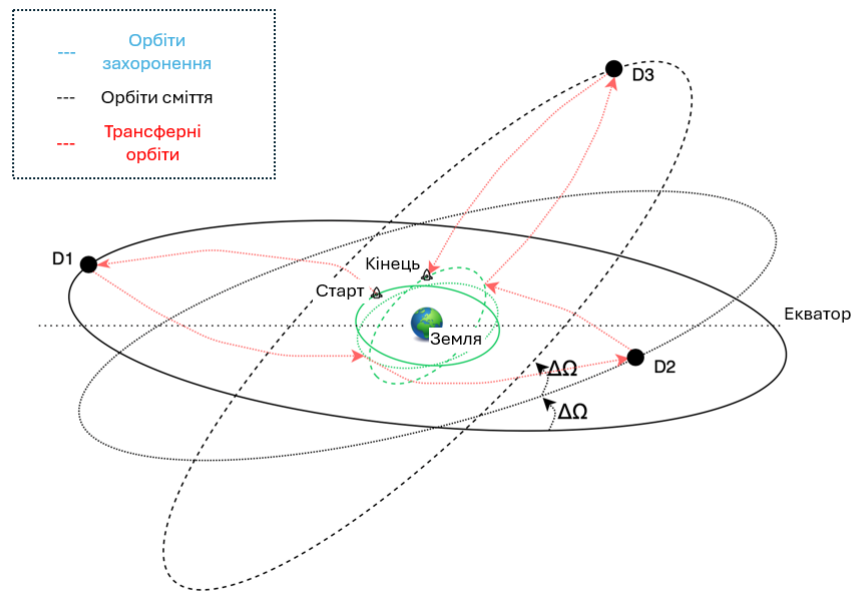 Орбіти
захоронення
Орбіти сміття
Трансферні
орбіти
D3
D1
Кінець
Старт
Екватор
Земля
D2
ΔΩ
ΔΩ